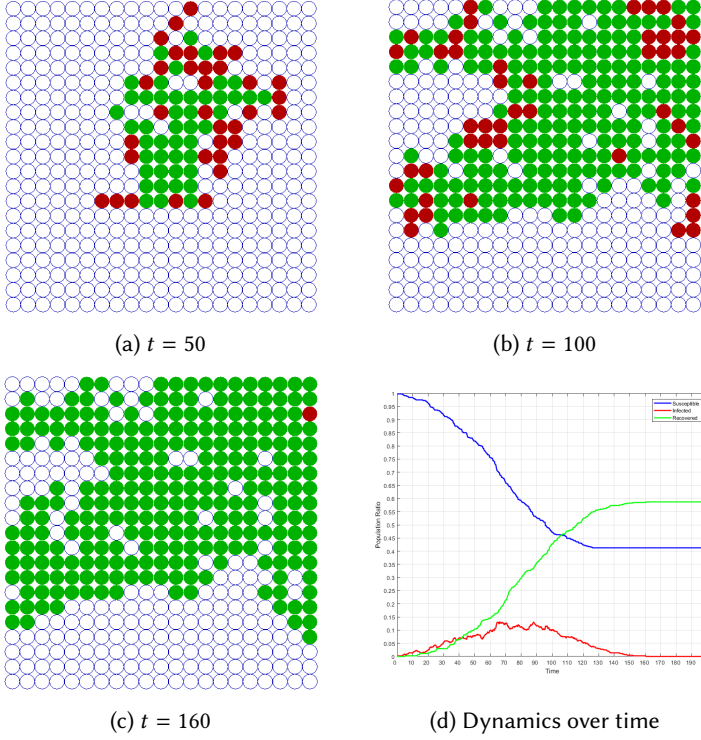 (a) t = 50
(b) t = 100
Susceptible
Infected
Recovered
1
0.95
0.9
0.85
0.8
0.75
0.7
0.65
0.6
0.55
0.5
0.45
0.4
0.35
0.3
0.25
0.2
0.15
0.1
0.05
0
Population Ratio
1 10 20 30 40 50 60 70 80 90 100 110 120 130 140 150 160 170 180 190
Time
(c) t = 160
(d) Dynamics over time